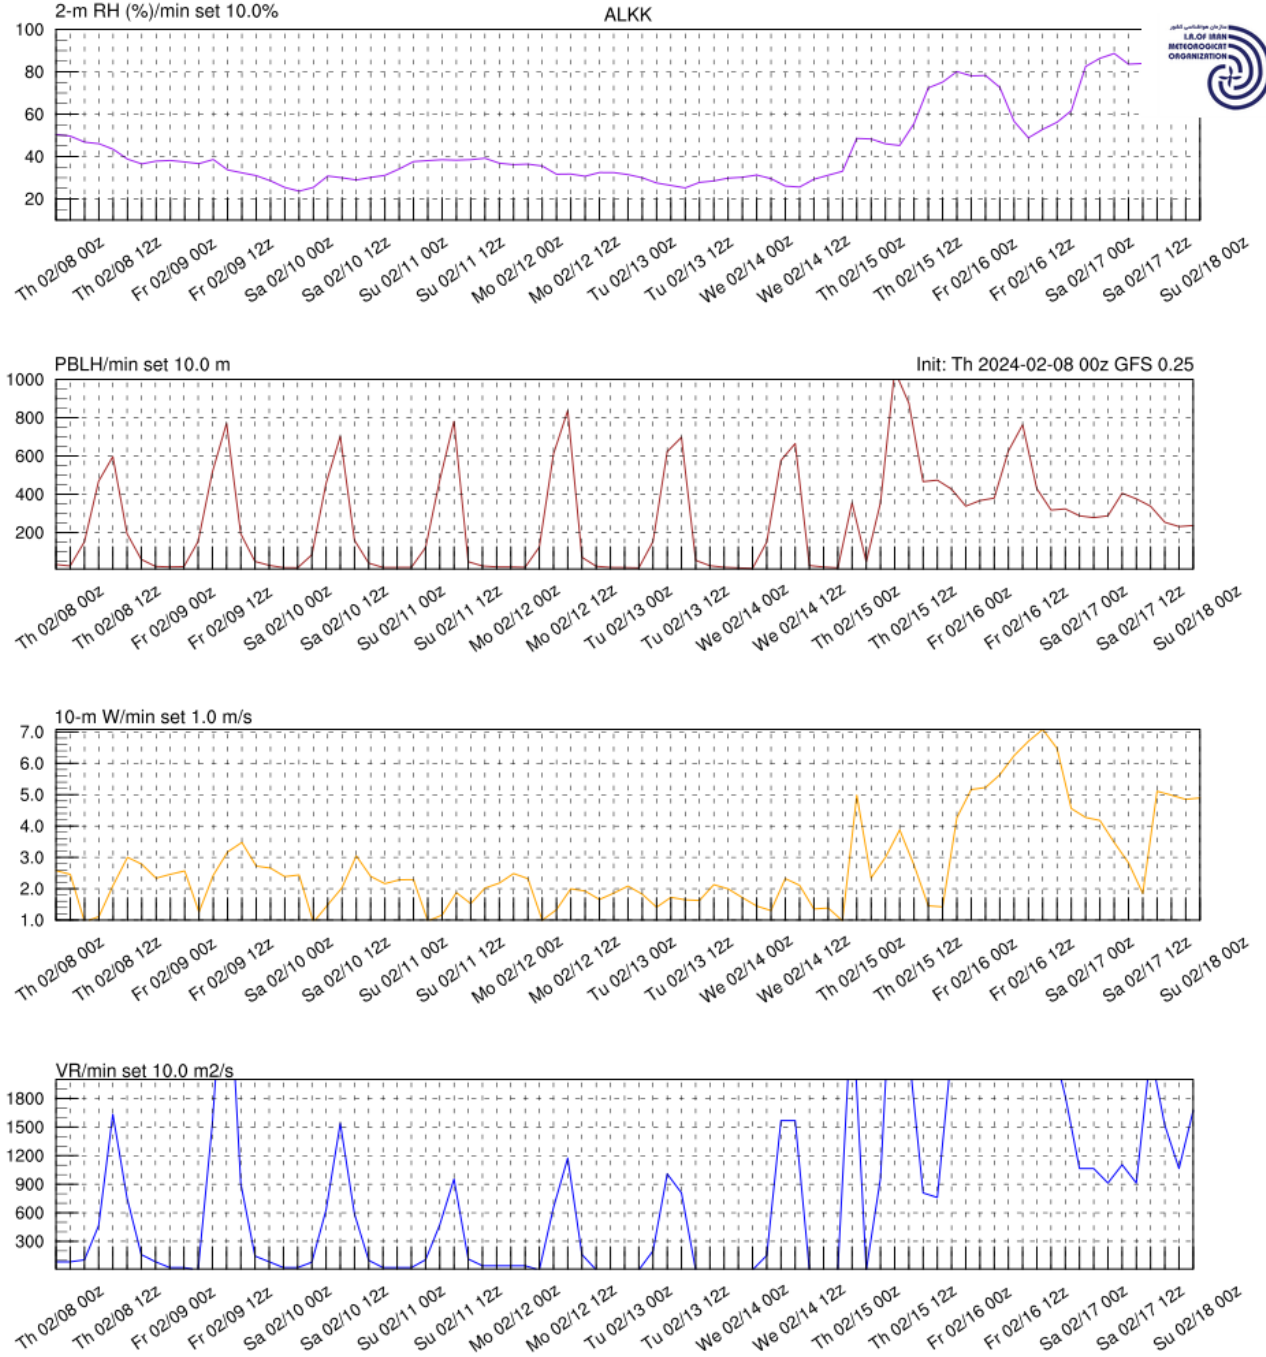 2-m RH (%)/min set 10.0%
ALKK
سازمان هواشناسی کشور
I.R.OF IRAN
METEOROLOGICAL
ORGANIZATION
100
80
60
40
20
Th 02/08 00z
Th 02/08 12z
Fr 02/09 00z
Fr 02/09 12z
Sa 02/10 00z
Sa 02/10 12z
Su 02/11 00z
Su 02/11 12z
Mo 02/12 00z
Mo 02/12 12z
Tu 02/13 00z
Tu 02/13 12z
We 02/14 00z
We 02/14 12z
Th 02/15 00z
Th 02/15 12z
Fr 02/16 00z
Fr 02/16 12z
Sa 02/17 00z
Sa 02/17 12z
Su 02/18 00z
PBLH/min set 10.0 m
Init: Th 2024-02-08 00z GFS 0.25
1000
800
600
400
200
Th 02/08 00z
Th 02/08 12z
Fr 02/09 00z
Fr 02/09 12z
Sa 02/10 00z
Sa 02/10 12z
Su 02/11 00z
Su 02/11 12z
Mo 02/12 00z
Mo 02/12 12z
Tu 02/13 00z
Tu 02/13 12z
We 02/14 00z
We 02/14 12z
Th 02/15 00z
Th 02/15 12z
Fr 02/16 00z
Fr 02/16 12z
Sa 02/17 00z
Sa 02/17 12z
Su 02/18 00z
10-m W/min set 1.0 m/s
7.0
6.0
5.0
4.0
3.0
2.0
1.0
Th 02/08 00z
Th 02/08 12z
Fr 02/09 00z
Fr 02/09 12z
Sa 02/10 00z
Sa 02/10 12z
Su 02/11 00z
Su 02/11 12z
Mo 02/12 00z
Mo 02/12 12z
Tu 02/13 00z
Tu 02/13 12z
We 02/14 00z
We 02/14 12z
Th 02/15 00z
Th 02/15 12z
Fr 02/16 00z
Fr 02/16 12z
Sa 02/17 00z
Sa 02/17 12z
Su 02/18 00z
VR/min set 10.0 m2/s
1800
1500
1200
900
600
300
Th 02/08 00z
Th 02/08 12z
Fr 02/09 00z
Fr 02/09 12z
Sa 02/10 00z
Sa 02/10 12z
Su 02/11 00z
Su 02/11 12z
Mo 02/12 00z
Mo 02/12 12z
Tu 02/13 00z
Tu 02/13 12z
We 02/14 00z
We 02/14 12z
Th 02/15 00z
Th 02/15 12z
Fr 02/16 00z
Fr 02/16 12z
Sa 02/17 00z
Sa 02/17 12z
Su 02/18 00z